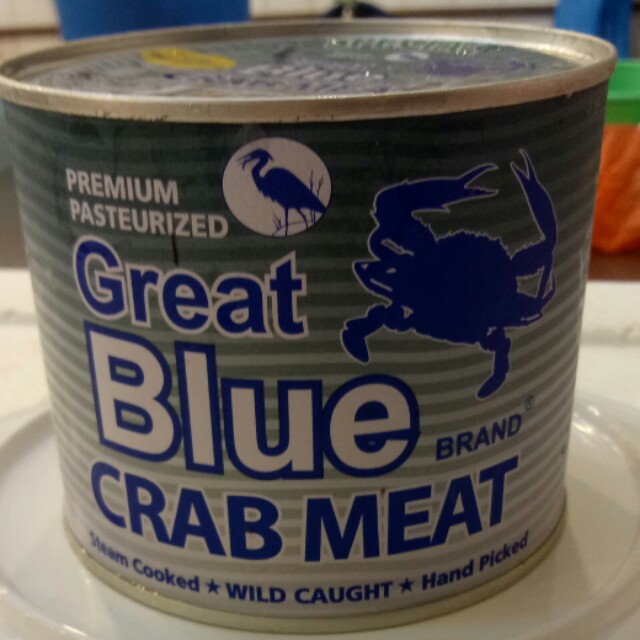 PREMIUM
PASTEURIZED
Great
Blue
BRAND®
CRAB MEAT
Steam Cooked ★ WILD CAUGHT ★ Hand Picked